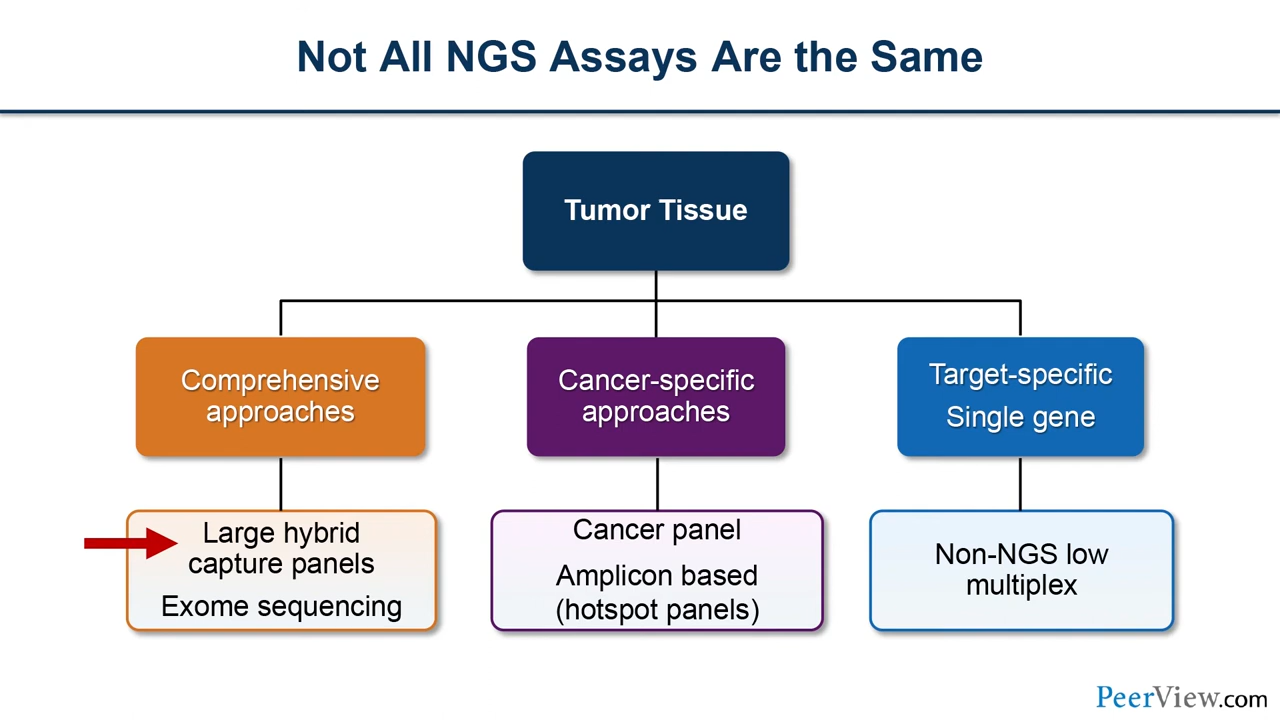 Not All NGS Assays Are the Same
Tumor Tissue
Comprehensive
approaches
Cancer-specific
approaches
Target-specific
Single gene
Large hybrid
capture panels
Exome sequencing
Cancer panel
Amplicon based
(hotspot panels)
Non-NGS low
multiplex
PeerView.com